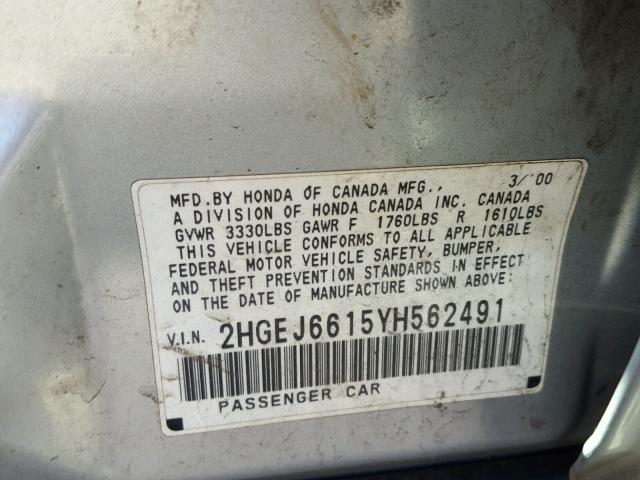 MFD.BY HONDA OF CANADA MFG., 3/ 00
A DIVISION OF HONDA CANADA INC. CANADA
GVWR 3330LBS GAWR F 1760LBS R 1610LBS
THIS VEHICLE CONFORMS TO ALL APPLICABLE
FEDERAL MOTOR VEHICLE SAFETY, BUMPER,
AND THEFT PREVENTION STANDARDS IN EFFECT
ON THE DATE OF MANUFACTURE SHOWN ABOVE:
V.I.N. 2HGEJ6615YH562491
PASSENGER CAR